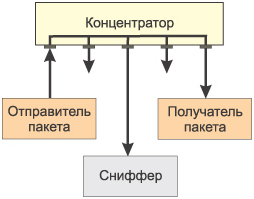 Концентратор
Отправитель
пакета
Получатель
пакета
Сниффер